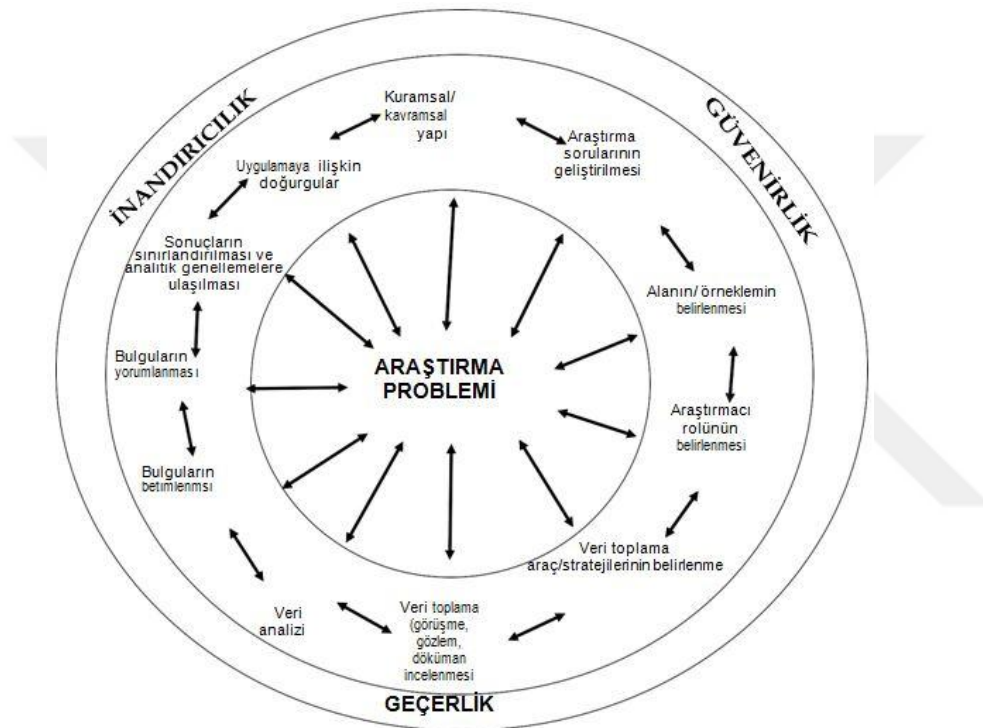 İNANDIRICILIK
GÜVENİRLİK
Kuramsal/
kavramsal
yapı
Araştırma
sorularının
geliştirilmesi
Alanın/ örneklemin
belirlenmesi
Araştırmacı
rolünün
belirlenmesi
Veri toplama
araç/stratejilerinin belirlenme
Veri toplama
(görüşme,
gözlem,
döküman
incelenmesi
Veri
analizi
Bulguların
betimlenmsı
Bulguların
yorumlanması
Sonuçların
sınırlandırılması ve
analitik genellemelere
ulaşılması
Uygulamaya ilişkin
doğurgular
ARAŞTIRMA
PROBLEMİ
GEÇERLİK